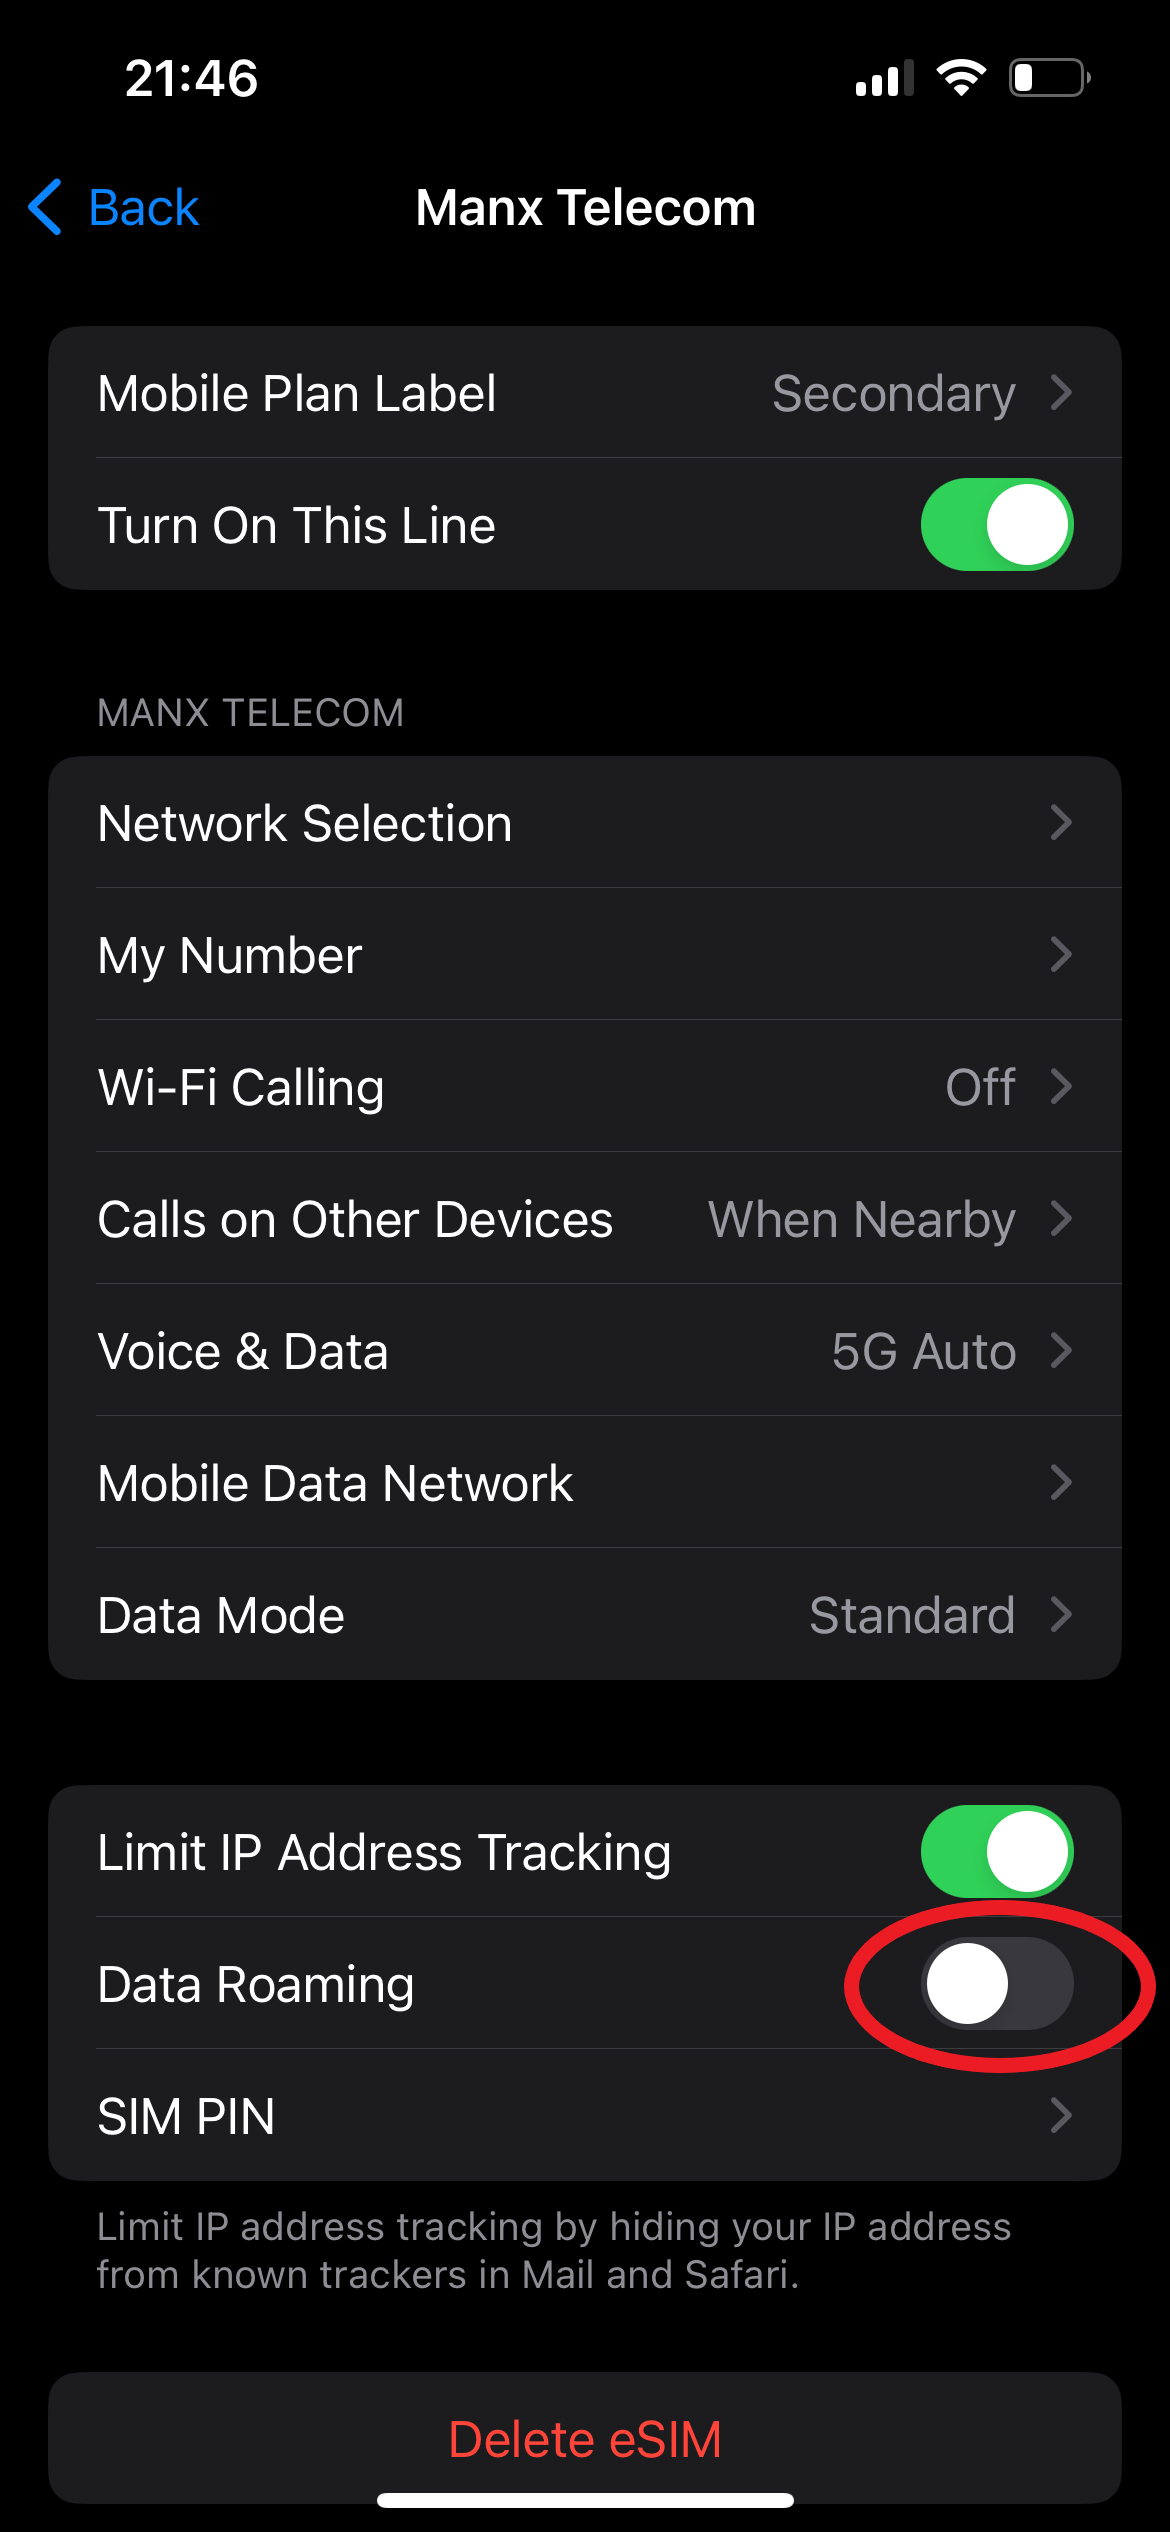 21:46
Back
Manx Telecom
Mobile Plan Label
Secondary
Turn On This Line
MANX TELECOM
Network Selection
My Number
Wi-Fi Calling
Off
Calls on Other Devices
When Nearby
Voice & Data
5G Auto
Mobile Data Network
Data Mode
Standard
Limit IP Address Tracking
Data Roaming
SIM PIN
Limit IP address tracking by hiding your IP address
from known trackers in Mail and Safari.
Delete eSIM